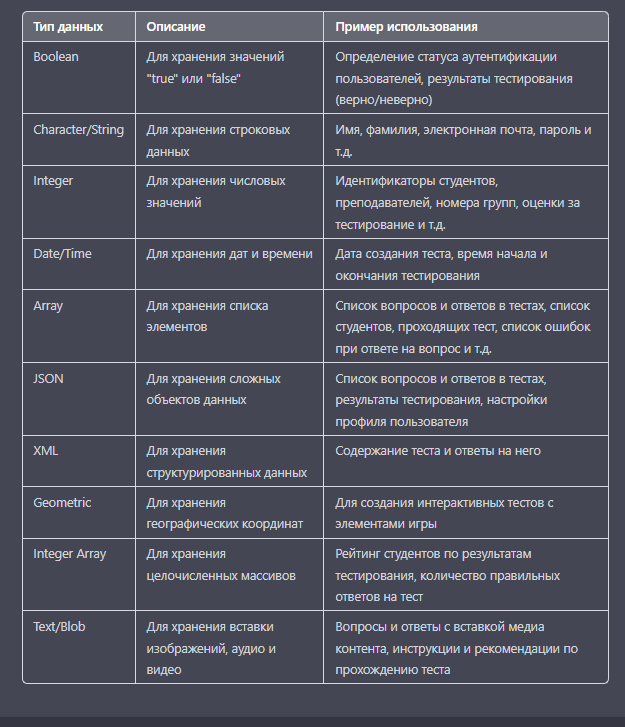 Тип данных Описание Пример использования
Boolean Для хранения значений Определение статуса аутентификации
"true" или "false" пользователей, результаты тестирования
(верно/неверно)
Character/String Для хранения строковых Имя, фамилия, электронная почта, пароль и
данных т.д.
Integer Для хранения числовых Идентификаторы студентов,
значений преподавателей, номера групп, оценки за
тестирование и т.д.
Date/Time Для хранения дат и времени Дата создания теста, время начала и
окончания тестирования
Array Для хранения списка Список вопросов и ответов в тестах, список
элементов студентов, проходящих тест, список ошибок
при ответе на вопрос и т.д.
JSON Для хранения сложных Список вопросов и ответов в тестах,
объектов данных результаты тестирования, настройки
профиля пользователя
XML Для хранения Содержание теста и ответы на него
структурированных данных
Geometric Для хранения Для создания интерактивных тестов с
географических координат элементами игры
Integer Array Для хранения Рейтинг студентов по результатам
целочисленных массивов тестирования, количество правильных
ответов на тест
Text/Blob Для хранения вставки Вопросы и ответы с вставкой медиа
изображений, аудио и контента, инструкции и рекомендации по
видео прохождению теста